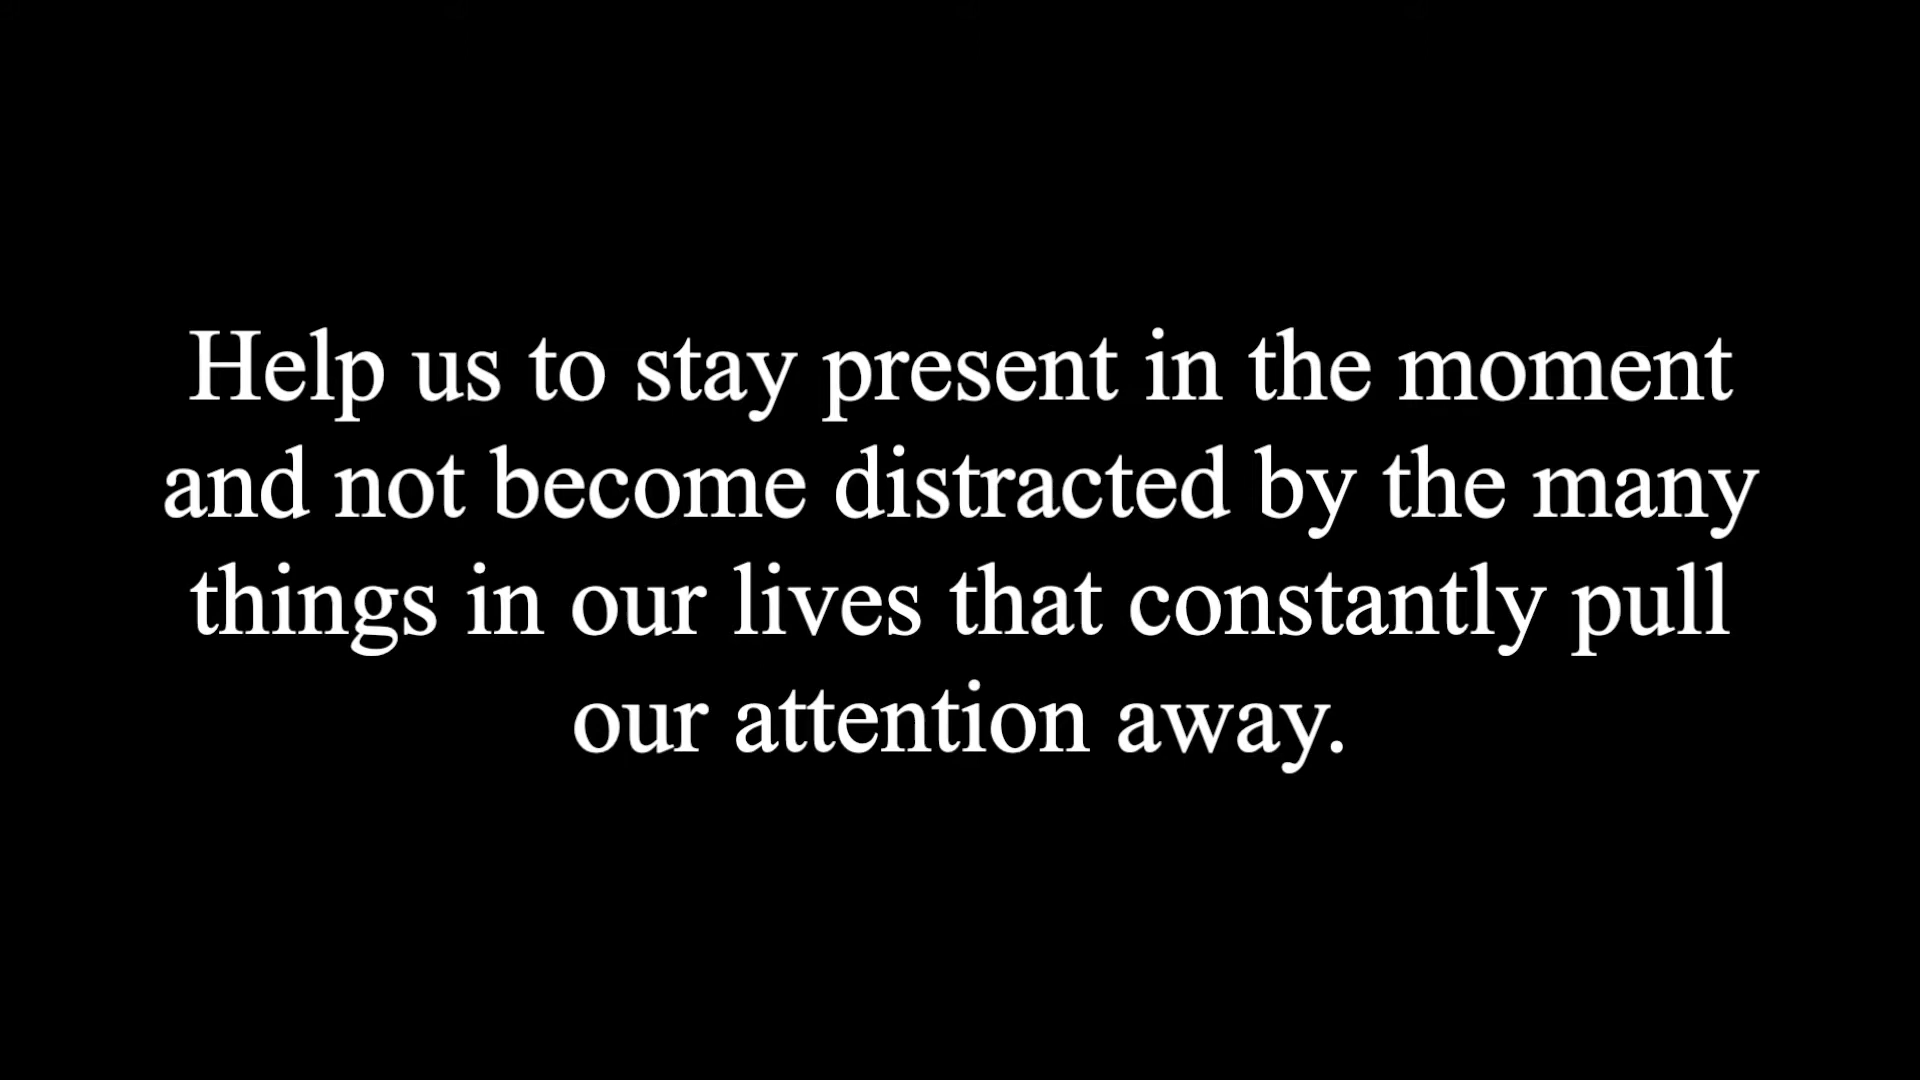 Help us to stay present in the moment
and not become distracted by the many
things in our lives that constantly pull
our attention away.